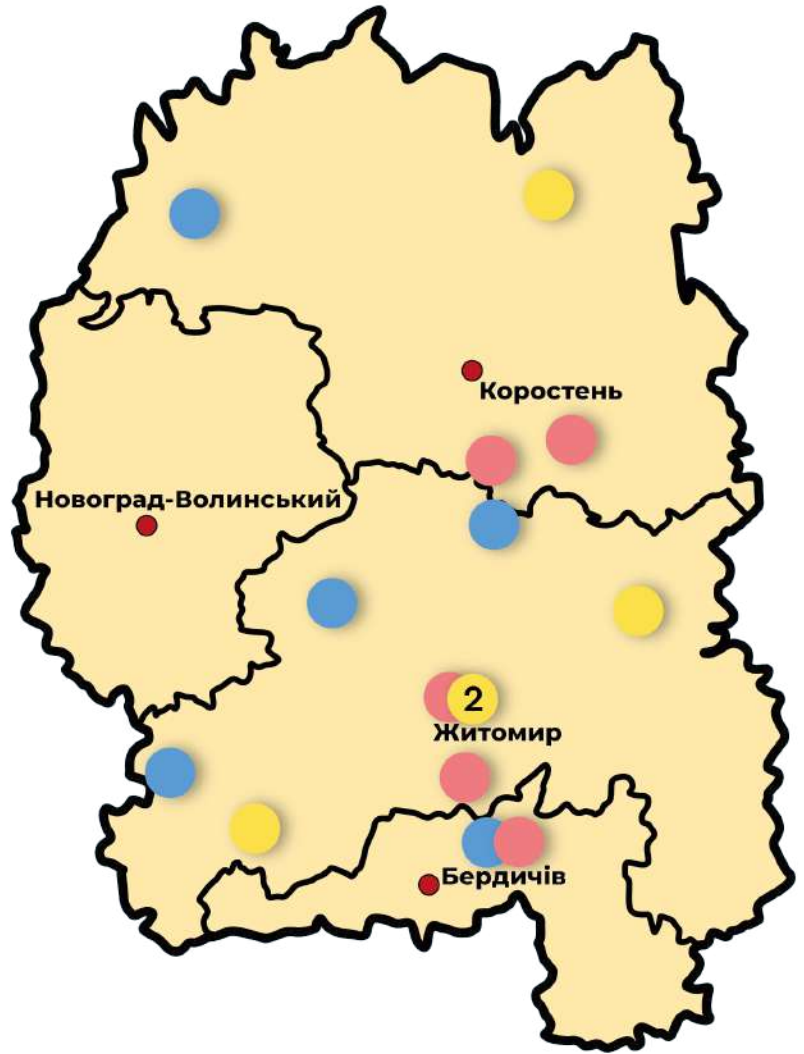 Коростень
Новоград-Волинський
2
Житомир
Бердичів